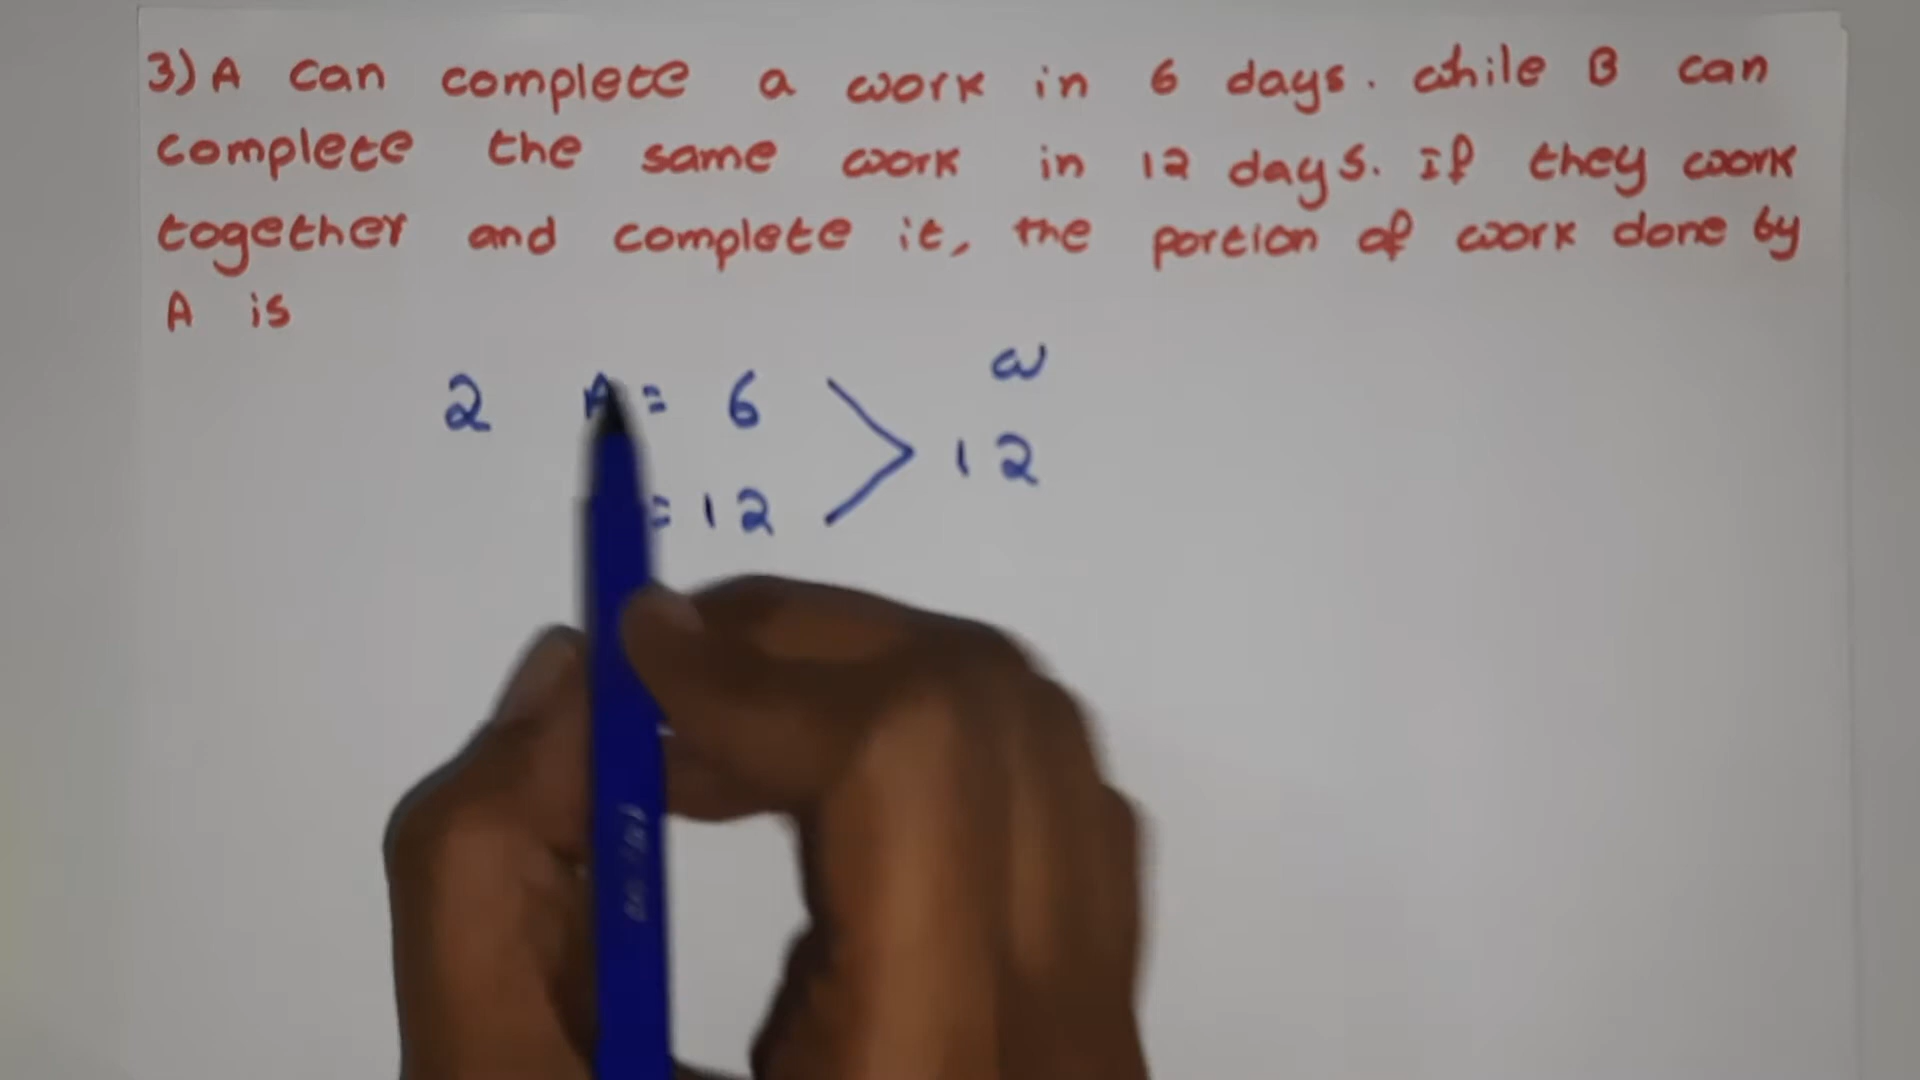 3) A can complete a work in 6 days. while B can
complete the same work in 12 days. If they work
together and complete it, the portion of work done by
A is
W
2 A = 6
12
= 12